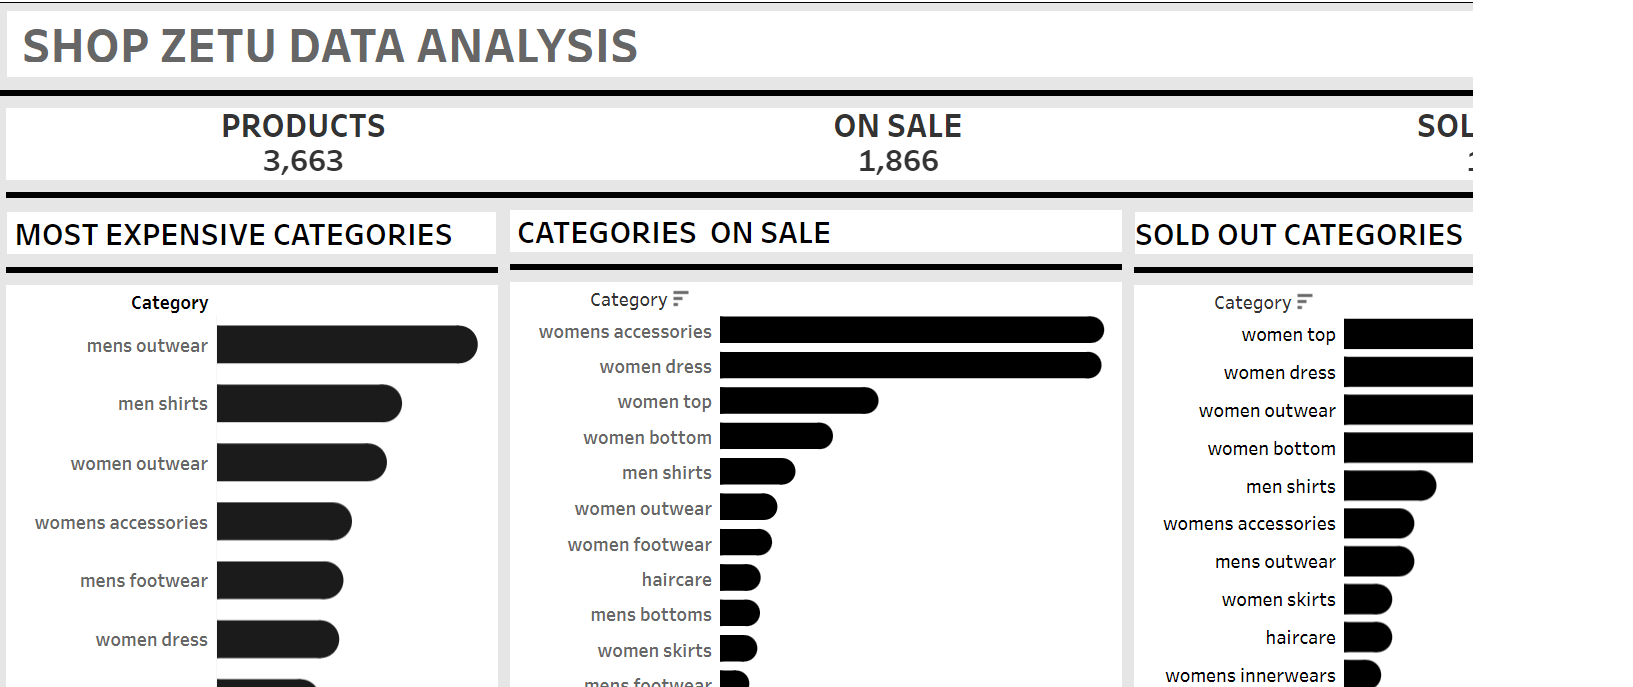 SHOP ZETU DATA ANALYSIS
PRODUCTS
3,663
ON SALE
1,866
MOST EXPENSIVE CATEGORIES
Category
mens outwear
men shirts
women outwear
womens accessories
mens footwear
women dress
CATEGORIES ON SALE
Category
womens accessories
women dress
women top
women bottom
men shirts
women outwear
women footwear
haircare
mens bottoms
women skirts
mens footwear
SOLD OUT CATEGORIES
Category
women top
women dress
women outwear
women bottom
men shirts
womens accessories
mens outwear
women skirts
haircare
womens innerwears